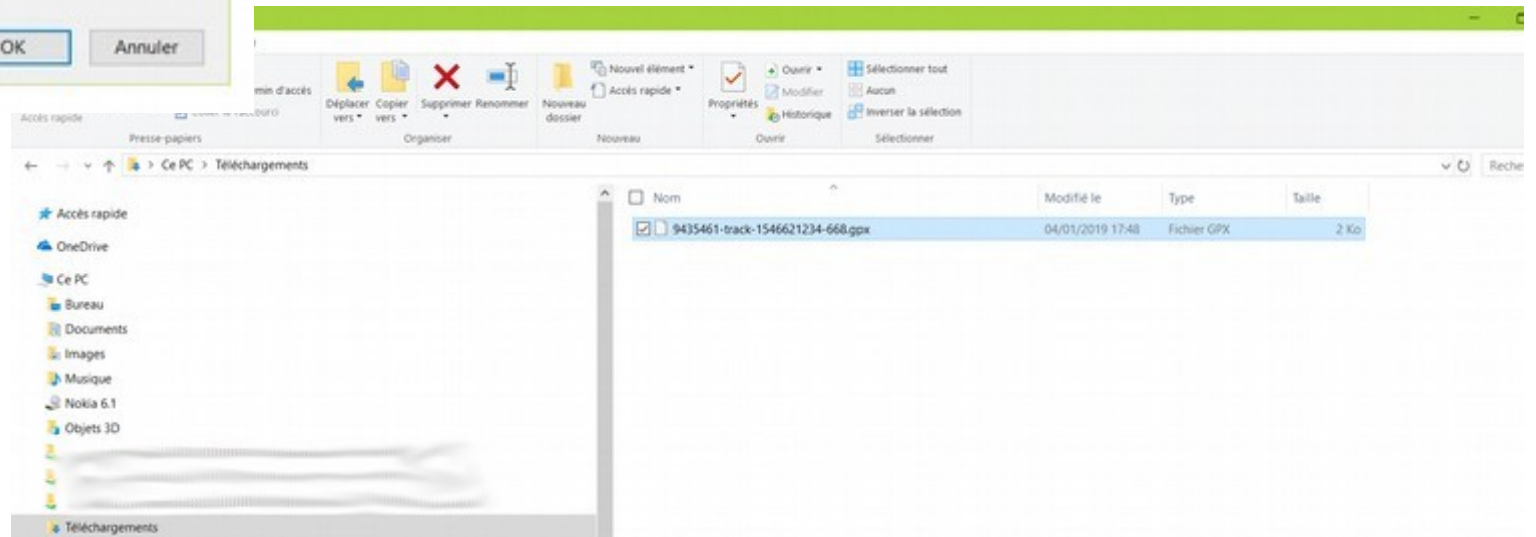 OK Annuler
min d'accès
Accès rapide
Déplacer vers
Copier vers
Supprimer
Renommer
Nouveau dossier
Nouvel élément
Accès rapide
Propriétés
Ouvrir
Modifier
Historique
Sélectionner tout
Aucun
Inverser la sélection
Presse-papiers Organiser Nouveau Ouvrir Sélectionner
Ce PC > Téléchargements
Reche
Nom Modifié le Type Taille
9435461-track-1546621234-668.gpx 04/01/2019 17:48 Fichier GPX 2 Ko
Accès rapide
OneDrive
Ce PC
Bureau
Documents
Images
Musique
Nokia 6.1
Objets 3D
Téléchargements